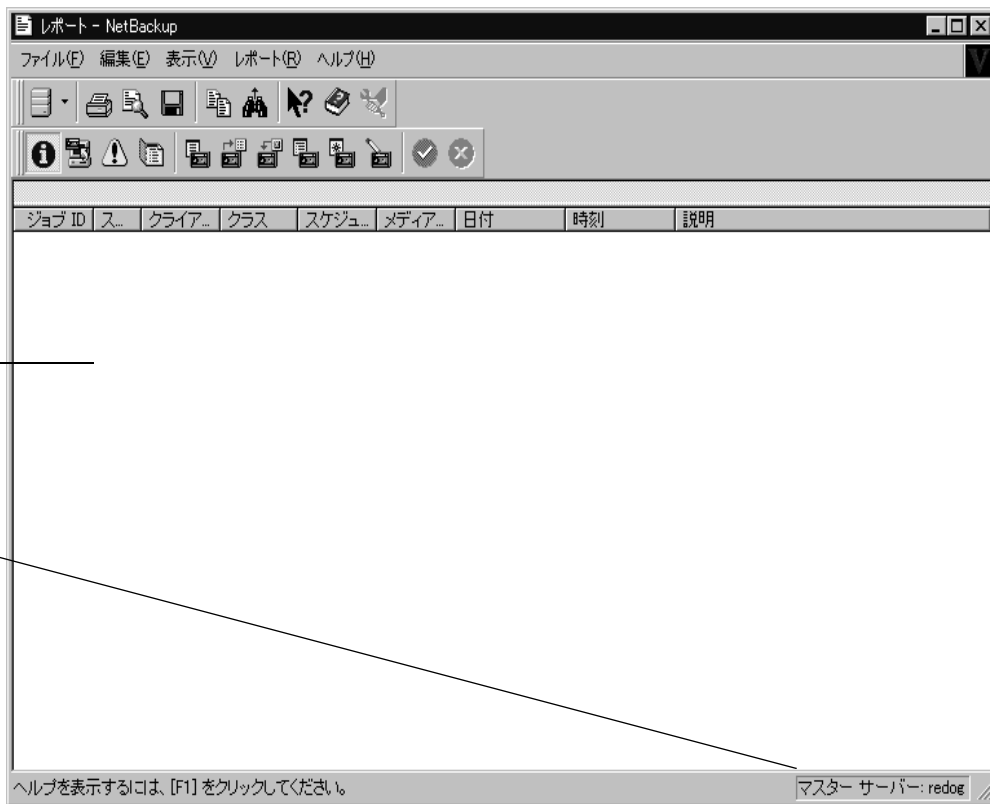 レポート - NetBackup
ファイル(F) 編集(E) 表示(V) レポート(R) ヘルプ(H)
ジョブ ID ス... クライア... クラス スケジュ... メディア... 日付 時刻 説明
ヘルプを表示するには、[F1] をクリックしてください。 マスター サーバー: redog